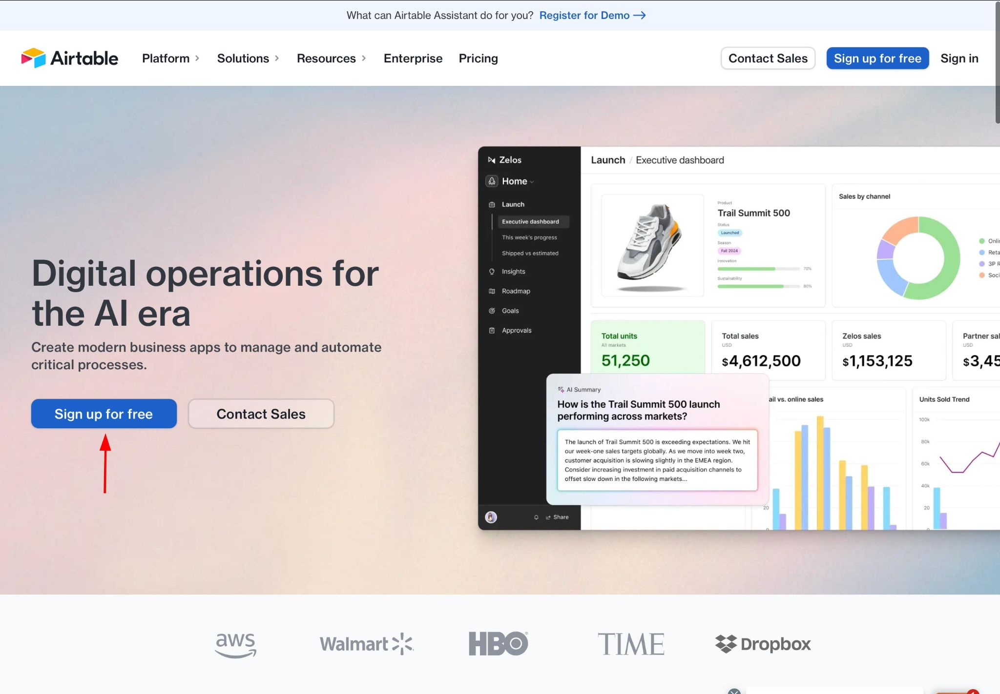 What can Airtable Assistant do for you? Register for Demo →
Airtable
Platform
Solutions
Resources
Enterprise
Pricing
Contact Sales
Sign up for free
Sign in
Digital operations for
the AI era
Create modern business apps to manage and automate
critical processes.
Sign up for free
Contact Sales
Zelos
Home
Launch
Executive dashboard
This week's progress
Shipped vs estimated
Insights
Roadmap
Goals
Approvals
Share
Launch / Executive dashboard
Product
Trail Summit 500
Status
Launched
Season
Fall 2024
Innovation
70%
Sustainability
80%
Sales by channel
Onli
Reta
3P R
Soci
Total units
All markets
51,250
Total sales
USD
$4,612,500
Zelos sales
USD
$1,153,125
Partner sal
USD
$3,45
AI Summary
How is the Trail Summit 500 launch
performing across markets?
The launch of Trail Summit 500 is exceeding expectations. We hit
our week-one sales targets globally. As we move into week two,
customer acquisition is slowing slightly in the EMEA region.
Consider increasing investment in paid acquisition channels to
offset slow down in the following markets...
ail vs. online sales
20
0
Units Sold Trend
100k
80k
60k
40k
20
0
aws
Walmart
HBO®
TIME
Dropbox